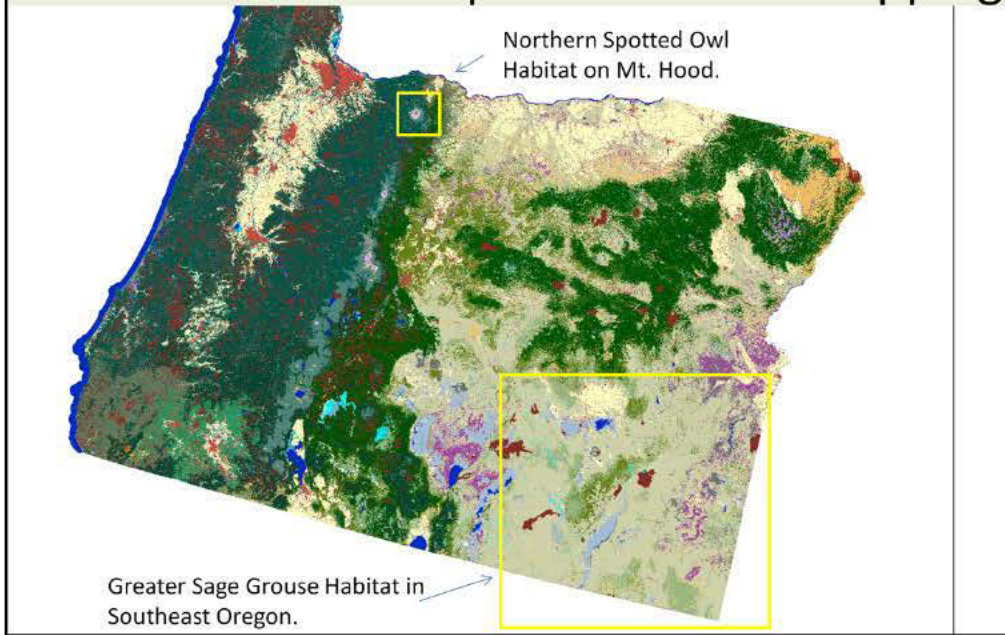 Northern Spotted Owl
Habitat on Mt. Hood.
Greater Sage Grouse Habitat in
Southeast Oregon.